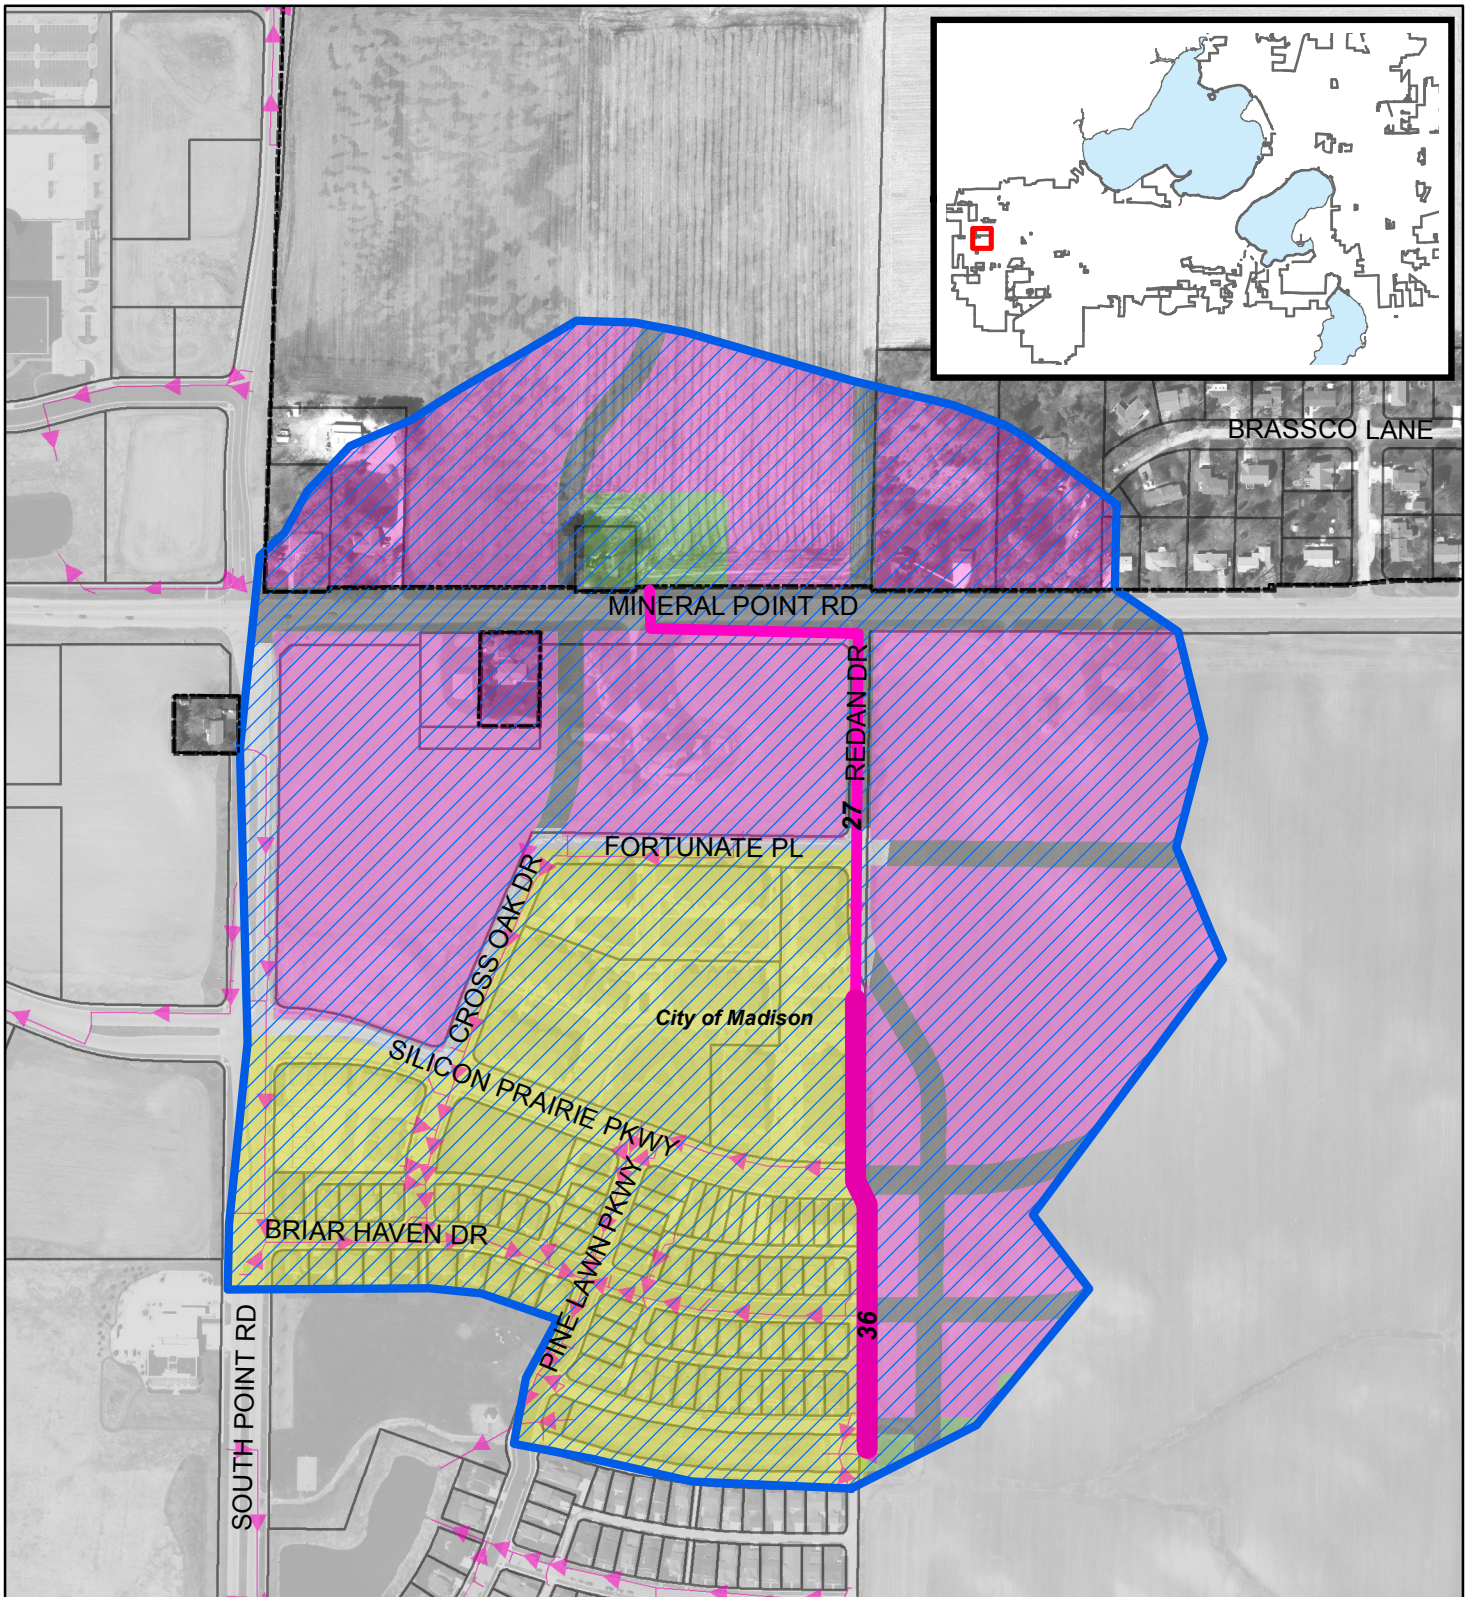 BRASSCO LANE
MINERAL POINT RD
REDAN DR
27
FORTUNATE PL
CROSS OAK DR
City of Madison
SILICON PRAIRIE PKWY
PINE LAWN PKWY
BRIAR HAVEN DR
36
SOUTH POINT RD